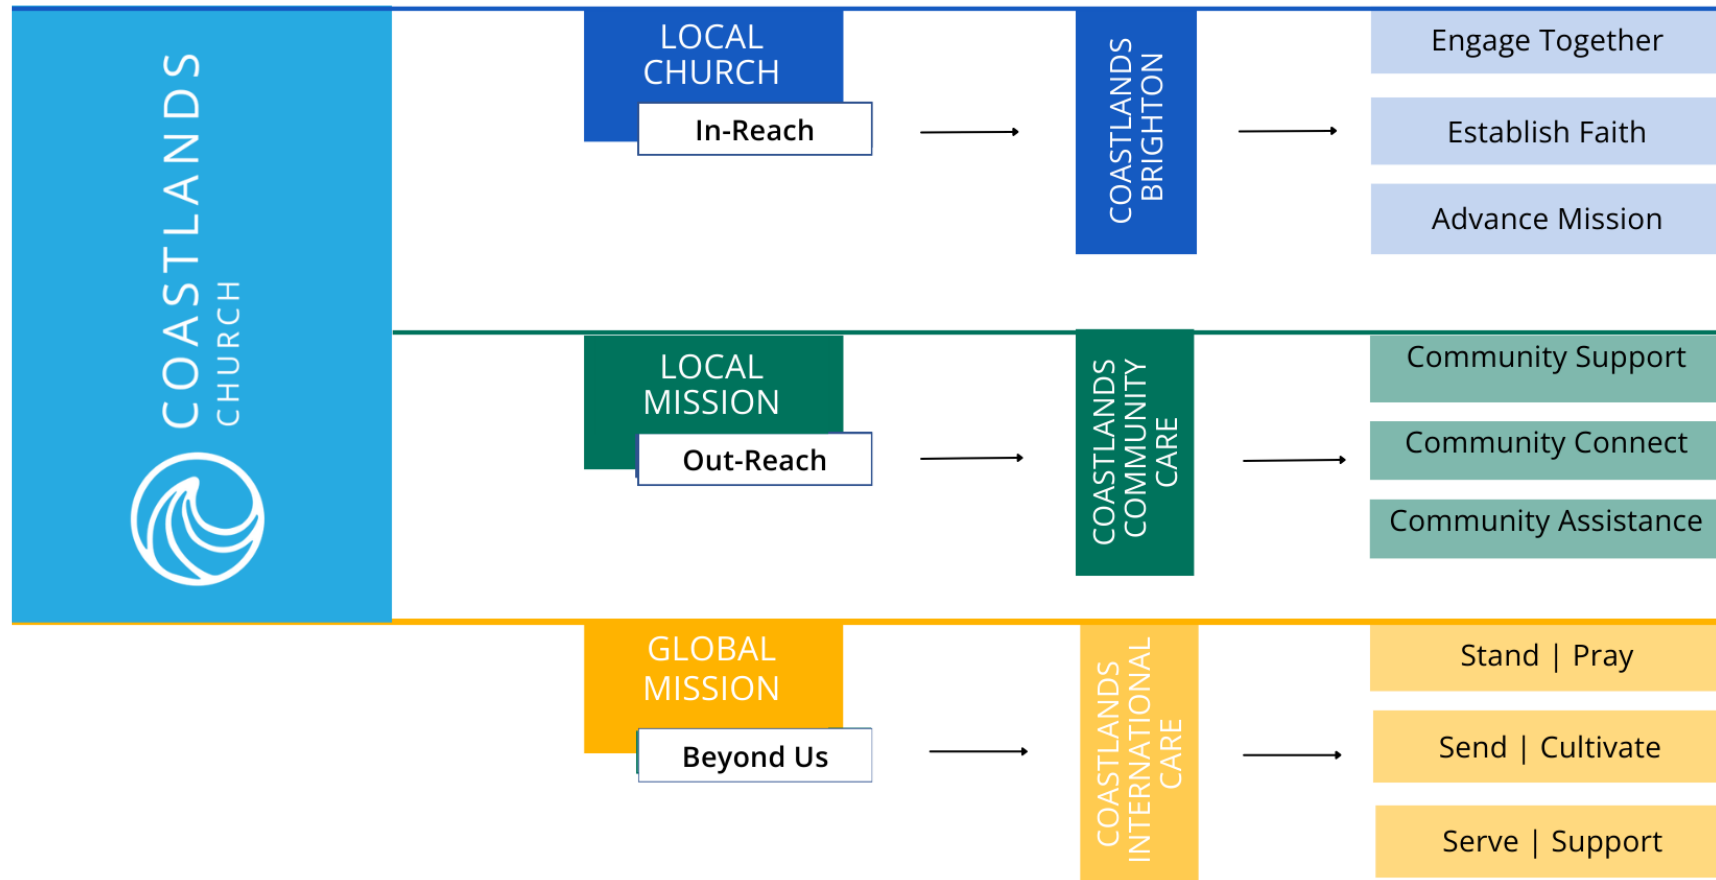 COASTLANDS
CHURCH
LOCAL
CHURCH
In-Reach
COASTLANDS
BRIGHTON
Engage Together
Establish Faith
Advance Mission
LOCAL
MISSION
Out-Reach
COASTLANDS
COMMUNITY
CARE
Community Support
Community Connect
Community Assistance
GLOBAL
MISSION
Beyond Us
COASTLANDS
INTERNATIONAL
CARE
Stand | Pray
Send | Cultivate
Serve | Support